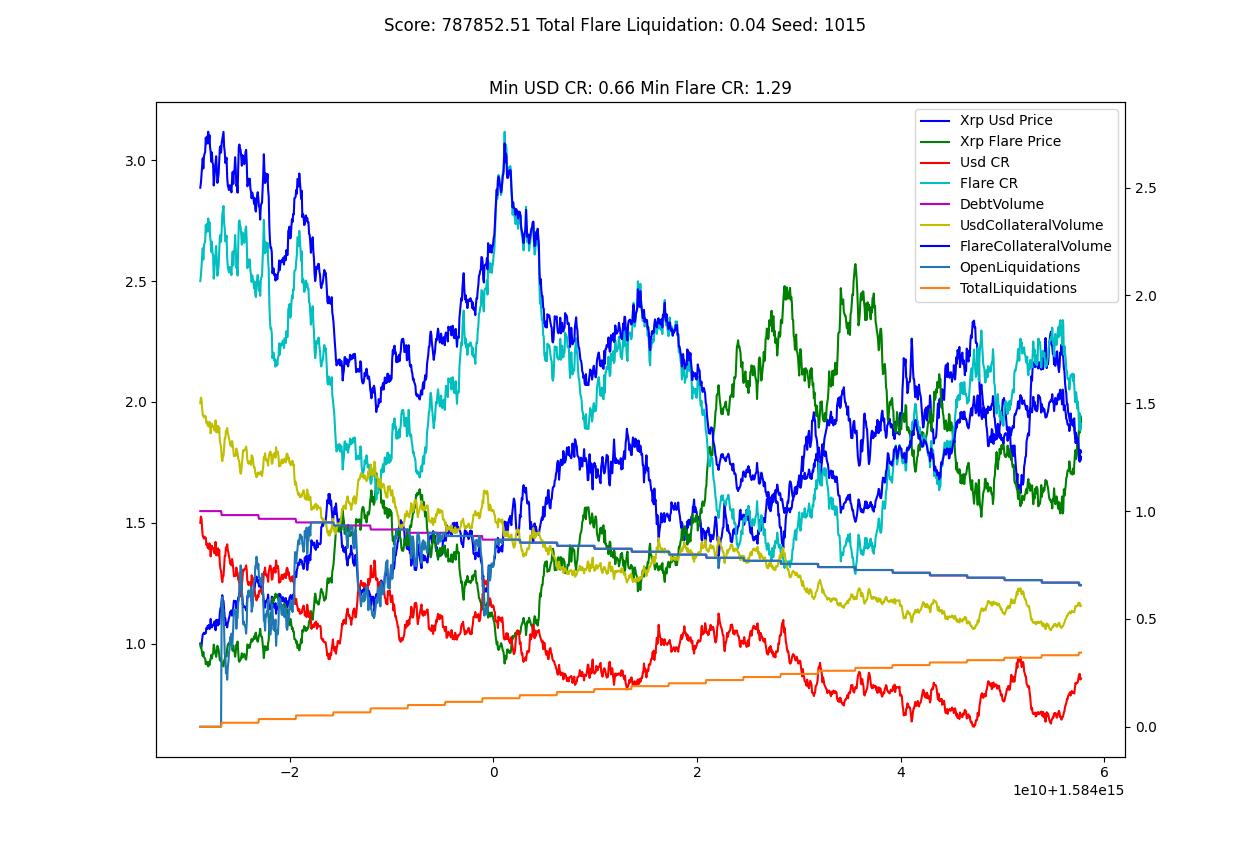 Score: 787852.51 Total Flare Liquidation: 0.04 Seed: 1015
Min USD CR: 0.66 Min Flare CR: 1.29
Xrp Usd Price
Xrp Flare Price
Usd CR
Flare CR
DebtVolume
UsdCollateralVolume
FlareCollateralVolume
OpenLiquidations
TotalLiquidations
3.0
2.5
2.0
1.5
1.0
2.5
2.0
1.5
1.0
0.5
0.0
−2 0 2 4 6
1e10+1.584e15